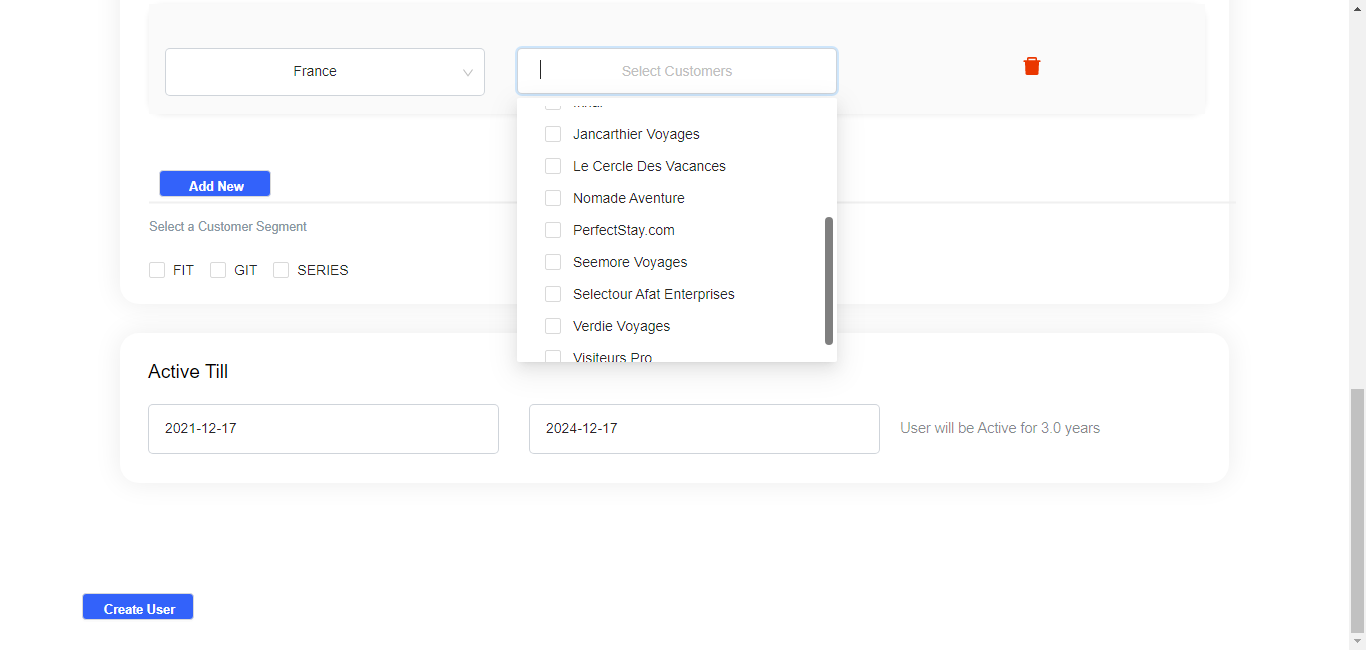 France
Select Customers
Jancarthier Voyages
Le Cercle Des Vacances
Nomade Aventure
PerfectStay.com
Seemore Voyages
Selectour Afat Enterprises
Verdie Voyages
Visiteurs Pro
Add New
Select a Customer Segment
FIT GIT SERIES
Active Till
2021-12-17 2024-12-17 User will be Active for 3.0 years
Create User